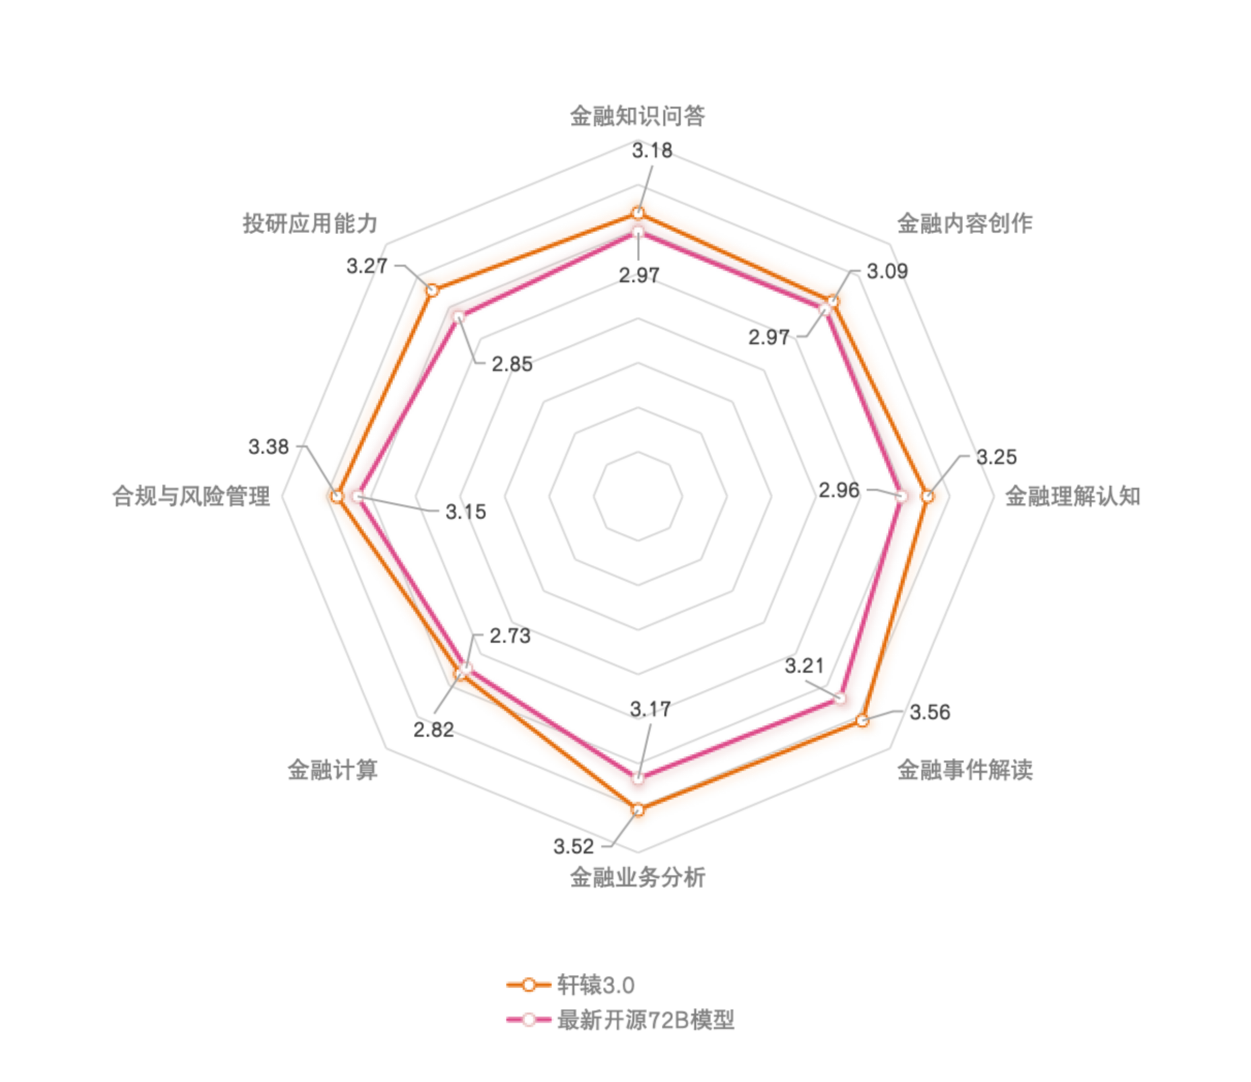 金融知识问答
3.18
投研应用能力
金融内容创作
3.27
3.09
2.97
2.97
2.85
3.38
3.25
合规与风险管理
2.96
金融理解认知
3.15
2.73
3.21
3.17
3.56
2.82
金融计算
金融事件解读
3.52
金融业务分析
轩辕3.0
最新开源72B模型